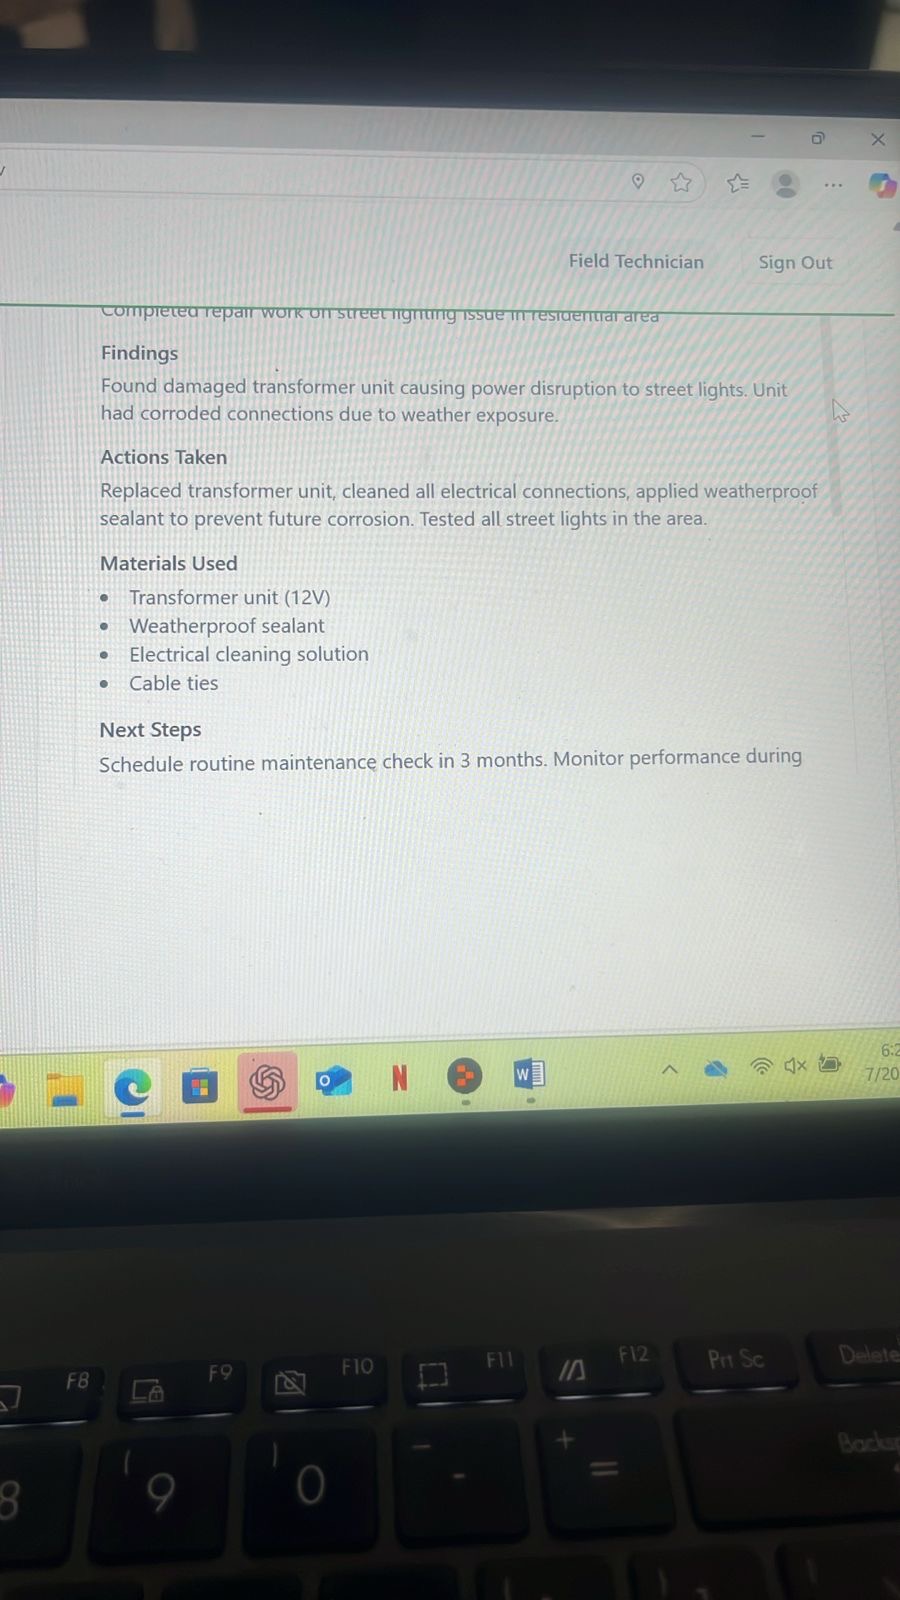 Field Technician
Sign Out
Completed repair work on street lighting issue in residential area
Findings
Found damaged transformer unit causing power disruption to street lights. Unit
had corroded connections due to weather exposure.
Actions Taken
Replaced transformer unit, cleaned all electrical connections, applied weatherproof
sealant to prevent future corrosion. Tested all street lights in the area.
Materials Used
• Transformer unit (12V)
• Weatherproof sealant
• Electrical cleaning solution
• Cable ties
Next Steps
Schedule routine maintenance check in 3 months. Monitor performance during
N
W
6:2
7/20
F8
F9
F10
F11
F12
Prt Sc
Delete
8
( 9
) 0
_ -
+ =
Backsp